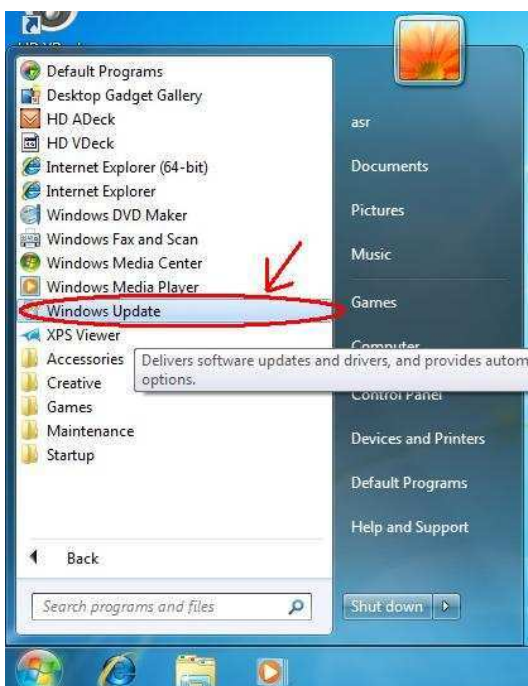 Default Programs
Desktop Gadget Gallery
HD ADeck
HD VDeck
Internet Explorer (64-bit)
Internet Explorer
Windows DVD Maker
Windows Fax and Scan
Windows Media Center
Windows Media Player
Windows Update
XPS Viewer
Accessories
Creative
Games
Maintenance
Startup
Back
Search programs and files
Delivers software updates and drivers, and provides autom
options.
asr
Documents
Pictures
Music
Games
Computer
Control Panel
Devices and Printers
Default Programs
Help and Support
Shut down